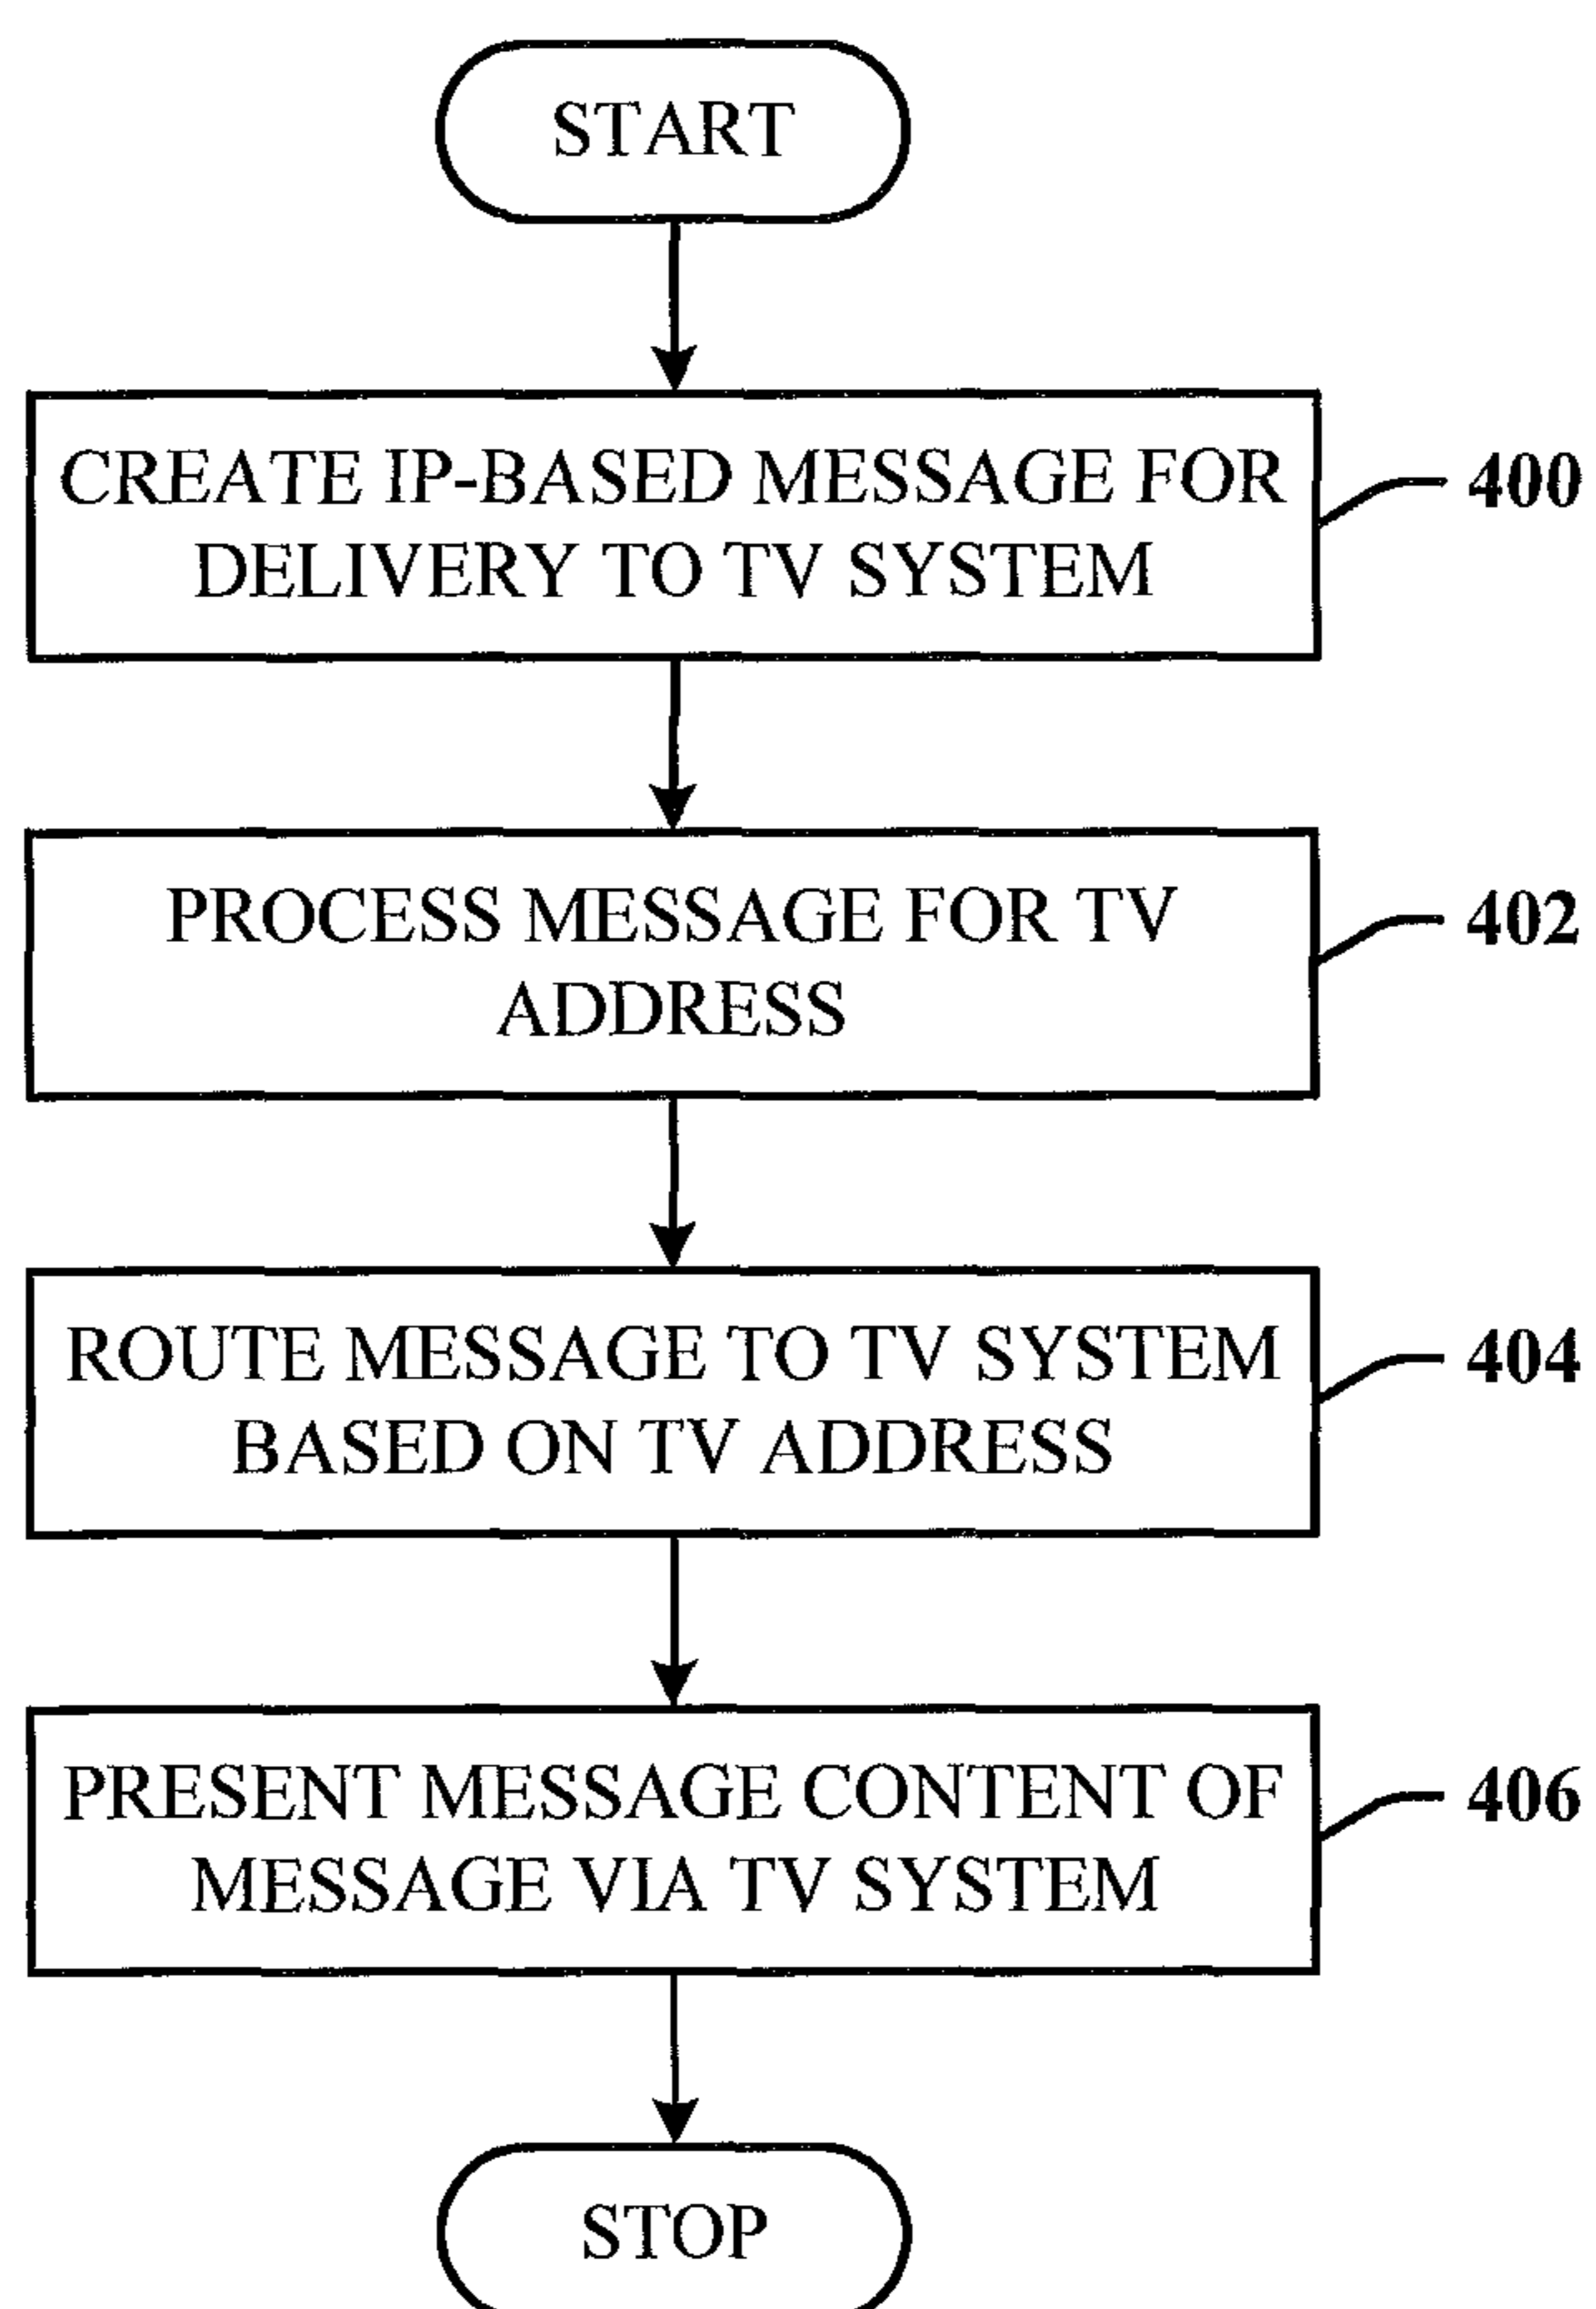 START
CREATE IP-BASED MESSAGE FOR
DELIVERY TO TV SYSTEM
400
PROCESS MESSAGE FOR TV
ADDRESS
402
ROUTE MESSAGE TO TV SYSTEM
BASED ON TV ADDRESS
404
PRESENT MESSAGE CONTENT OF
MESSAGE VIA TV SYSTEM
406
STOP